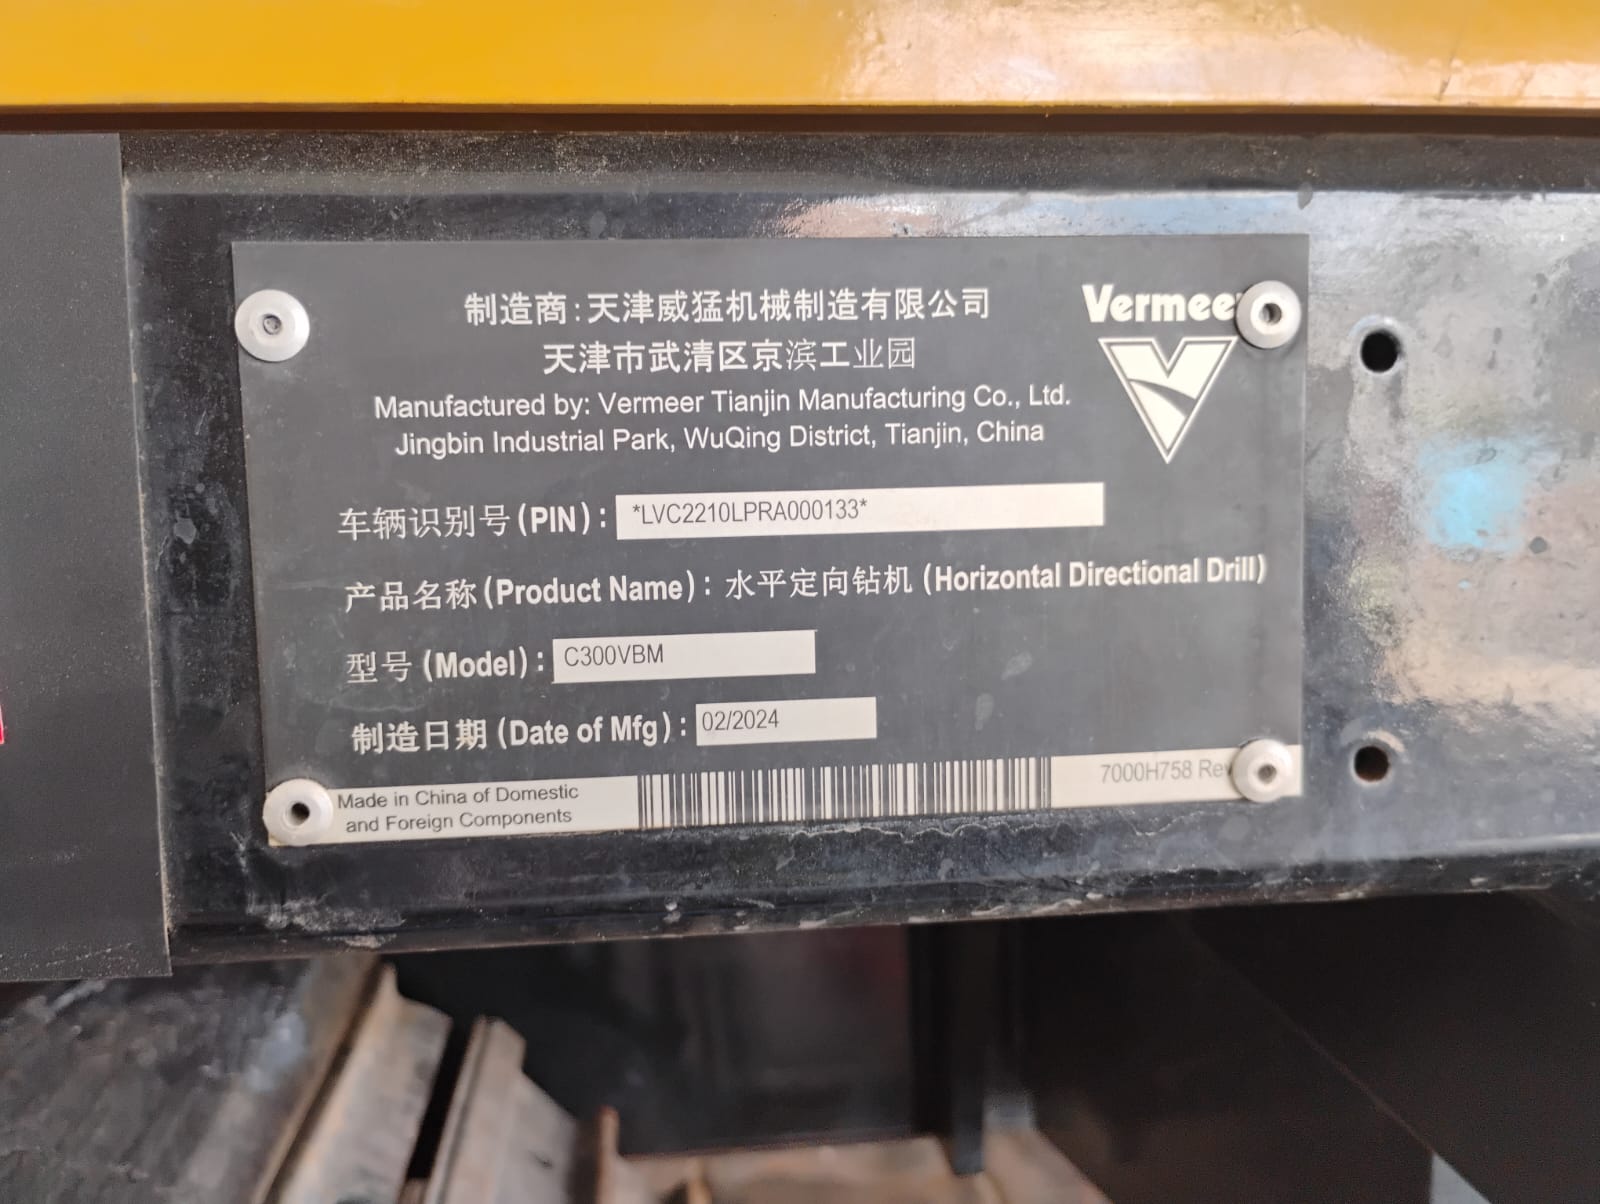 制造商:天津威猛机械制造有限公司
天津市武清区京滨工业园
Manufactured by: Vermeer Tianjin Manufacturing Co., Ltd.
Jingbin Industrial Park, WuQing District, Tianjin, China
Vermeer
车辆识别号(PIN): *LVC2210LPRA000133*
产品名称(Product Name): 水平定向钻机 (Horizontal Directional Drill)
型号 (Model): C300VBM
制造日期 (Date of Mfg): 02/2024
Made in China of Domestic
and Foreign Components
7000H758 Rev